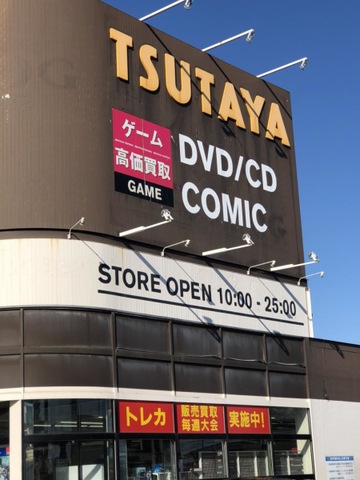 TSUTAYA
ゲーム
高価買取
GAME
DVD/CD
COMIC
STORE OPEN 10:00 - 25:00
トレカ
販売買取
毎週大会
実施中!